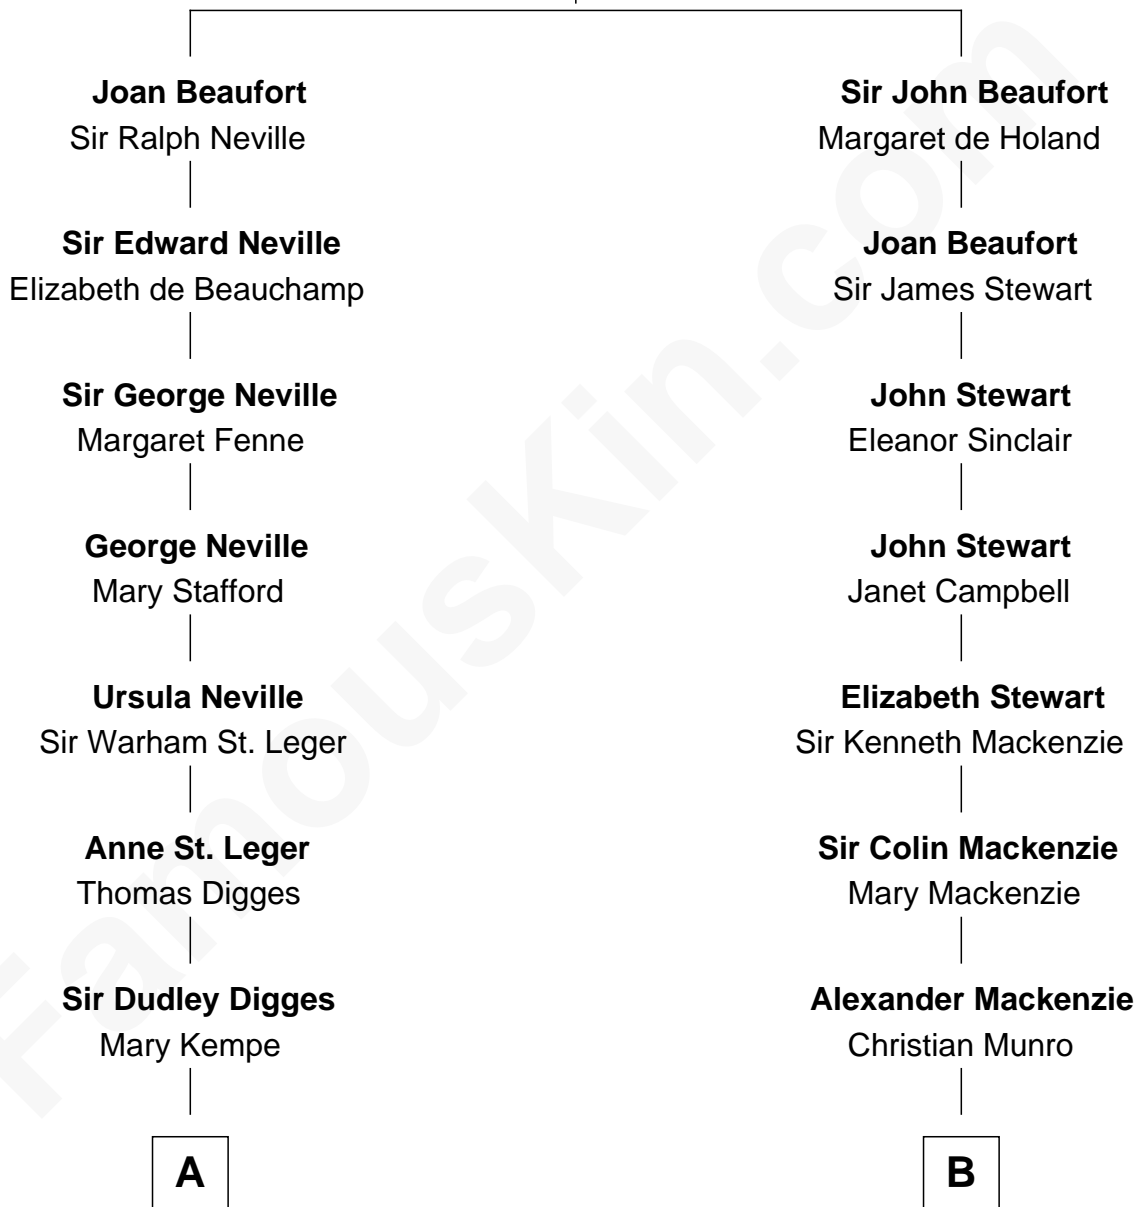 Joan Beaufort
Sir Ralph Neville
Sir Edward Neville
Elizabeth de Beauchamp
Sir George Neville
Margaret Fenne
George Neville
Mary Stafford
Ursula Neville
Sir Warham St. Leger
Anne St. Leger
Thomas Digges
Sir Dudley Digges
Mary Kempe
A
Sir John Beaufort
Margaret de Holand
Joan Beaufort
Sir James Stewart
John Stewart
Eleanor Sinclair
John Stewart
Janet Campbell
Elizabeth Stewart
Sir Kenneth Mackenzie
Sir Colin Mackenzie
Mary Mackenzie
Alexander Mackenzie
Christian Munro
B
FamousKin.com